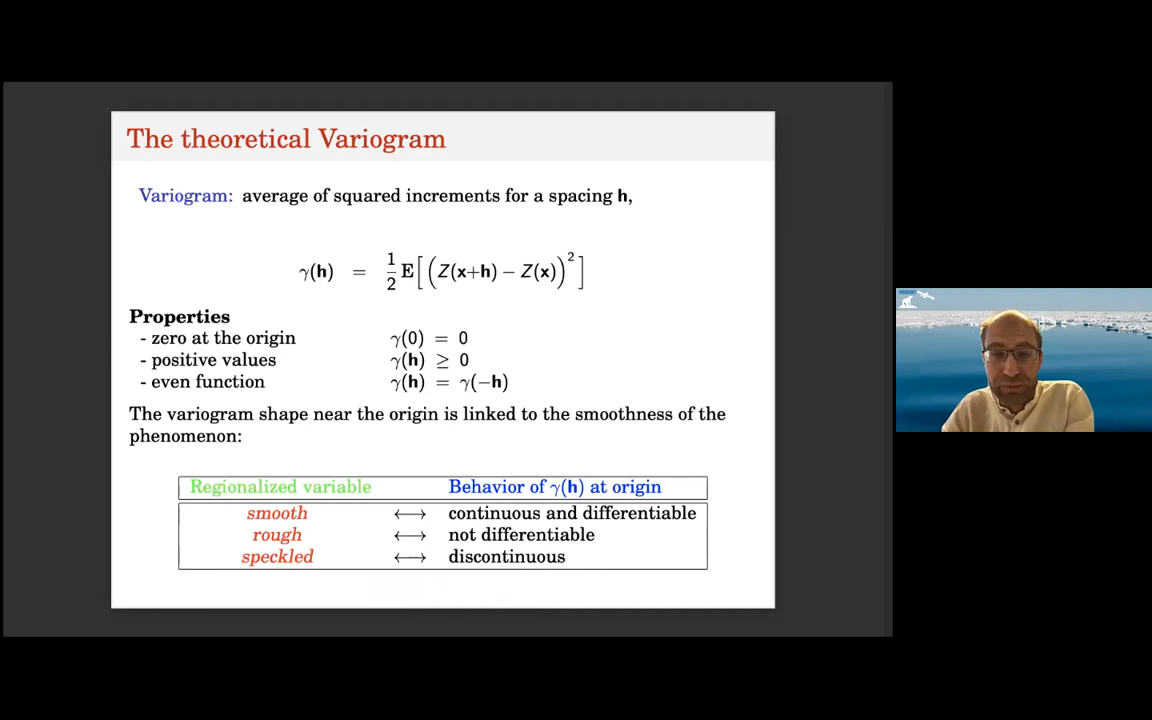 The theoretical Variogram
Variogram: average of squared increments for a spacing h,
γ(h) = 1/2 E[(Z(x+h) − Z(x))²]
Properties
- zero at the origin γ(0) = 0
- positive values γ(h) ≥ 0
- even function γ(h) = γ(−h)
The variogram shape near the origin is linked to the smoothness of the
phenomenon:
Regionalized variable Behavior of γ(h) at origin
smooth ⟷ continuous and differentiable
rough ⟷ not differentiable
speckled ⟷ discontinuous